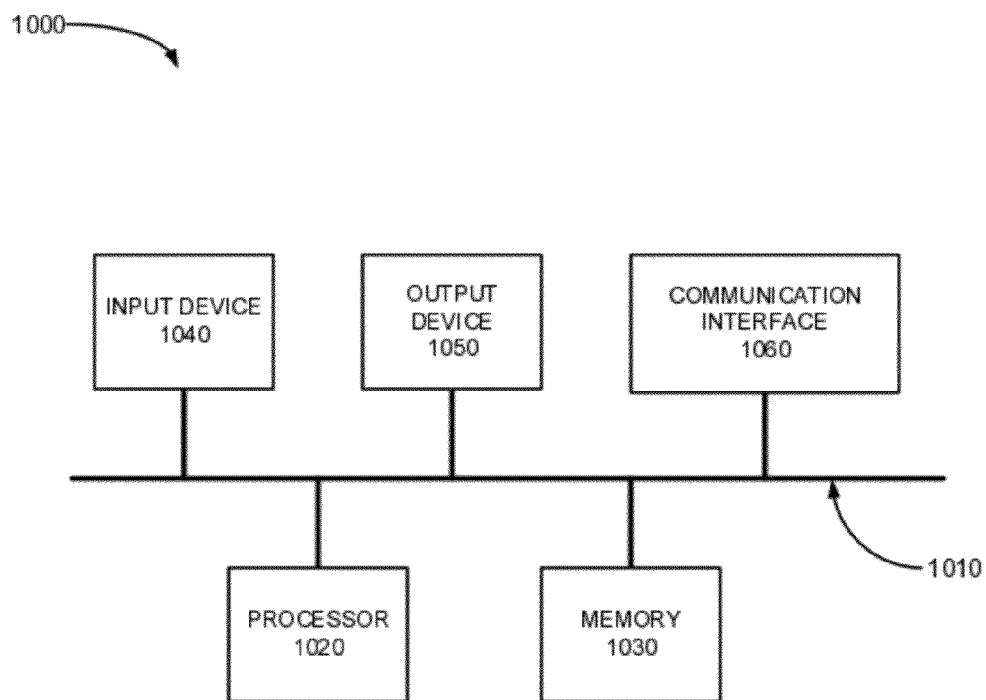 1000
INPUT DEVICE
1040
OUTPUT
DEVICE
1050
COMMUNICATION
INTERFACE
1060
1010
PROCESSOR
1020
MEMORY
1030